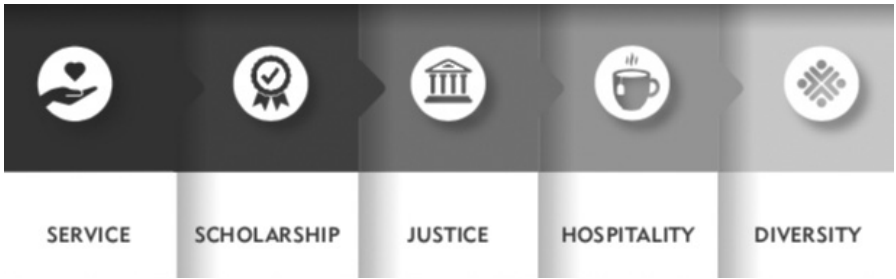 SERVICE
SCHOLARSHIP
JUSTICE
HOSPITALITY
DIVERSITY